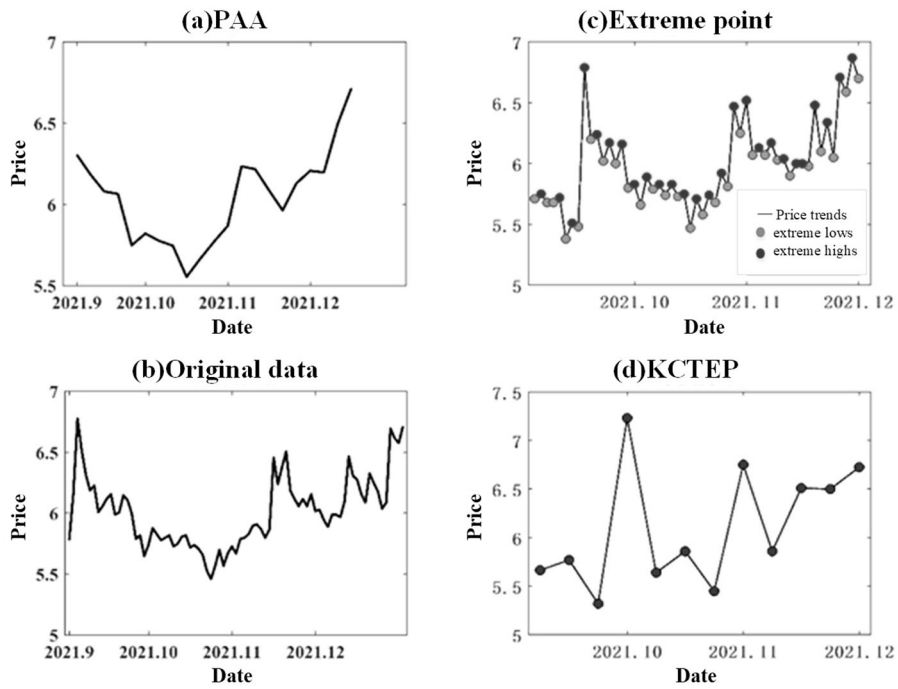 (a)PAA
7
6.5
6
5.5
2021.9
2021.10
2021.11
2021.12
Price
Date
(c)Extreme point
7
6.5
6
5.5
5
2021.10
2021.11
2021.12
Price
Date
Price trends
extreme lows
extreme highs
(b)Original data
7
6.5
6
5.5
5
2021.9
2021.10
2021.11
2021.12
Price
Date
(d)KCTEP
7.5
7
6.5
6
5.5
5
2021.10
2021.11
2021.12
Price
Date